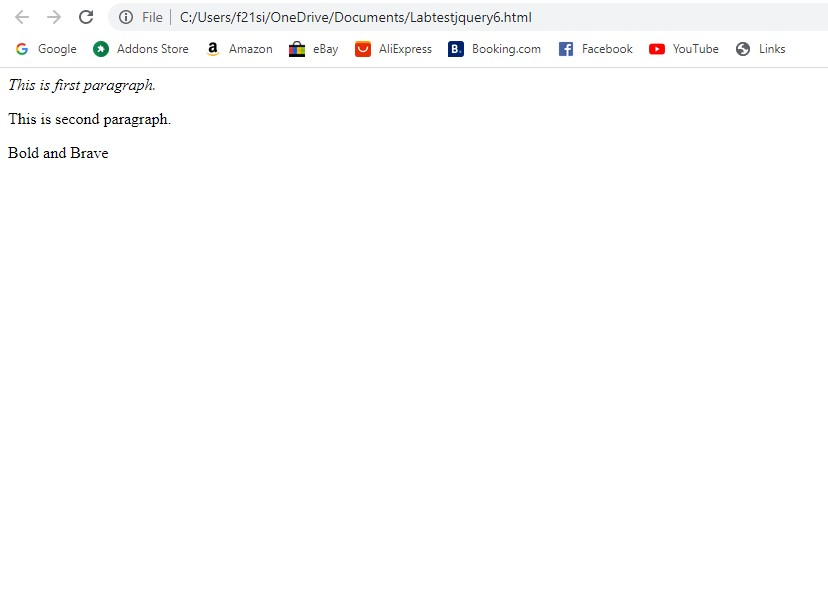 File | C:/Users/f21si/OneDrive/Documents/Labtestjquery6.html
Google Addons Store Amazon eBay AliExpress Booking.com Facebook YouTube Links
This is first paragraph.
This is second paragraph.
Bold and Brave